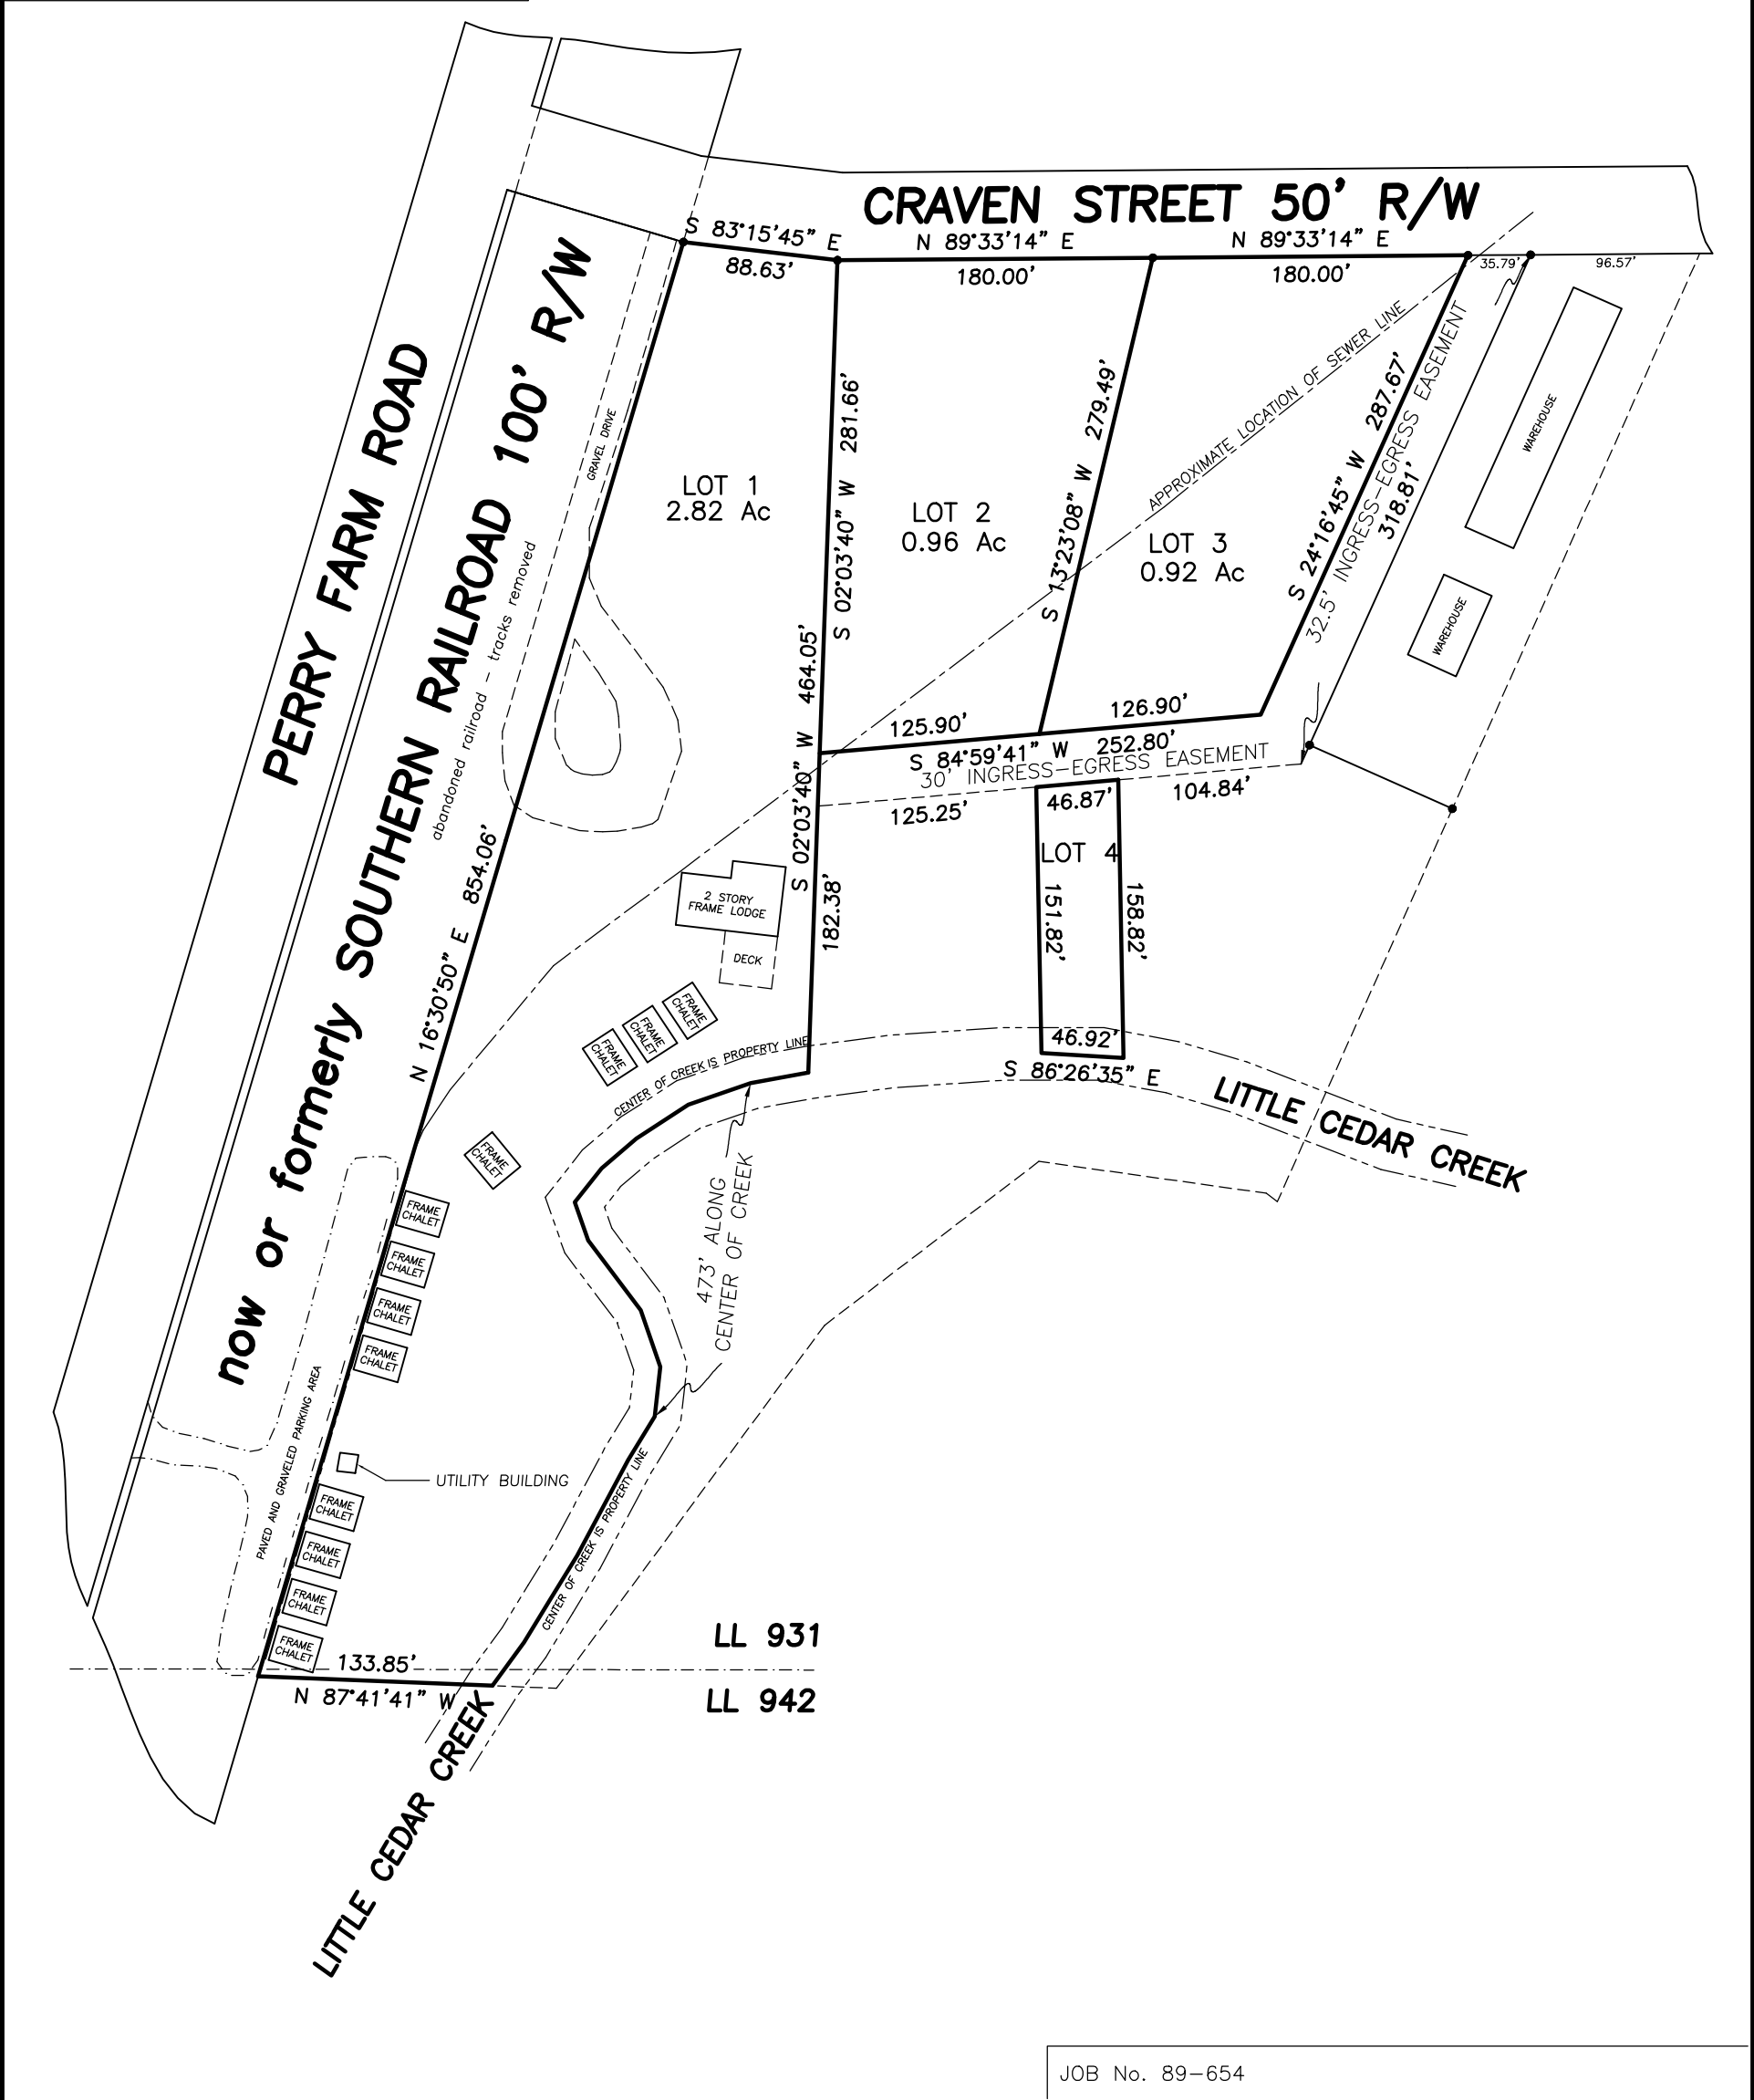 CRAVEN STREET 50' R/W
S 83°15'45" E
88.63'
N 89°33'14" E
180.00'
N 89°33'14" E
180.00'
35.79'
96.57'
PERRY FARM ROAD
now or formerly SOUTHERN RAILROAD 100' R/W
abandoned railroad - tracks removed
GRAVEL DRIVE
N 16°30'50" E 854.06'
LOT 1
2.82 Ac
S 02°03'40" W 281.66'
S 02°03'40" W 464.05'
182.38'
LOT 2
0.96 Ac
S 13°23'08" W 279.49'
LOT 3
0.92 Ac
APPROXIMATE LOCATION OF SEWER LINE
S 24°16'45" W 287.67'
32.5' INGRESS-EGRESS EASEMENT
318.81'
WAREHOUSE
WAREHOUSE
125.90'
126.90'
S 84°59'41" W 252.80'
30' INGRESS-EGRESS EASEMENT
125.25'
46.87'
104.84'
LOT 4
151.82'
158.82'
46.92'
S 86°26'35" E
2 STORY
FRAME LODGE
DECK
FRAME
CHALET
FRAME
CHALET
FRAME
CHALET
CENTER OF CREEK IS PROPERTY LINE
LITTLE CEDAR CREEK
FRAME
CHALET
FRAME
CHALET
FRAME
CHALET
FRAME
CHALET
FRAME
CHALET
473' ALONG
CENTER OF CREEK
PAVED AND GRAVELED PARKING AREA
UTILITY BUILDING
CENTER OF CREEK IS PROPERTY LINE
FRAME
CHALET
FRAME
CHALET
FRAME
CHALET
FRAME
CHALET
LL 931
133.85'
N 87°41'41" W
LL 942
LITTLE CEDAR CREEK
JOB No. 89-654